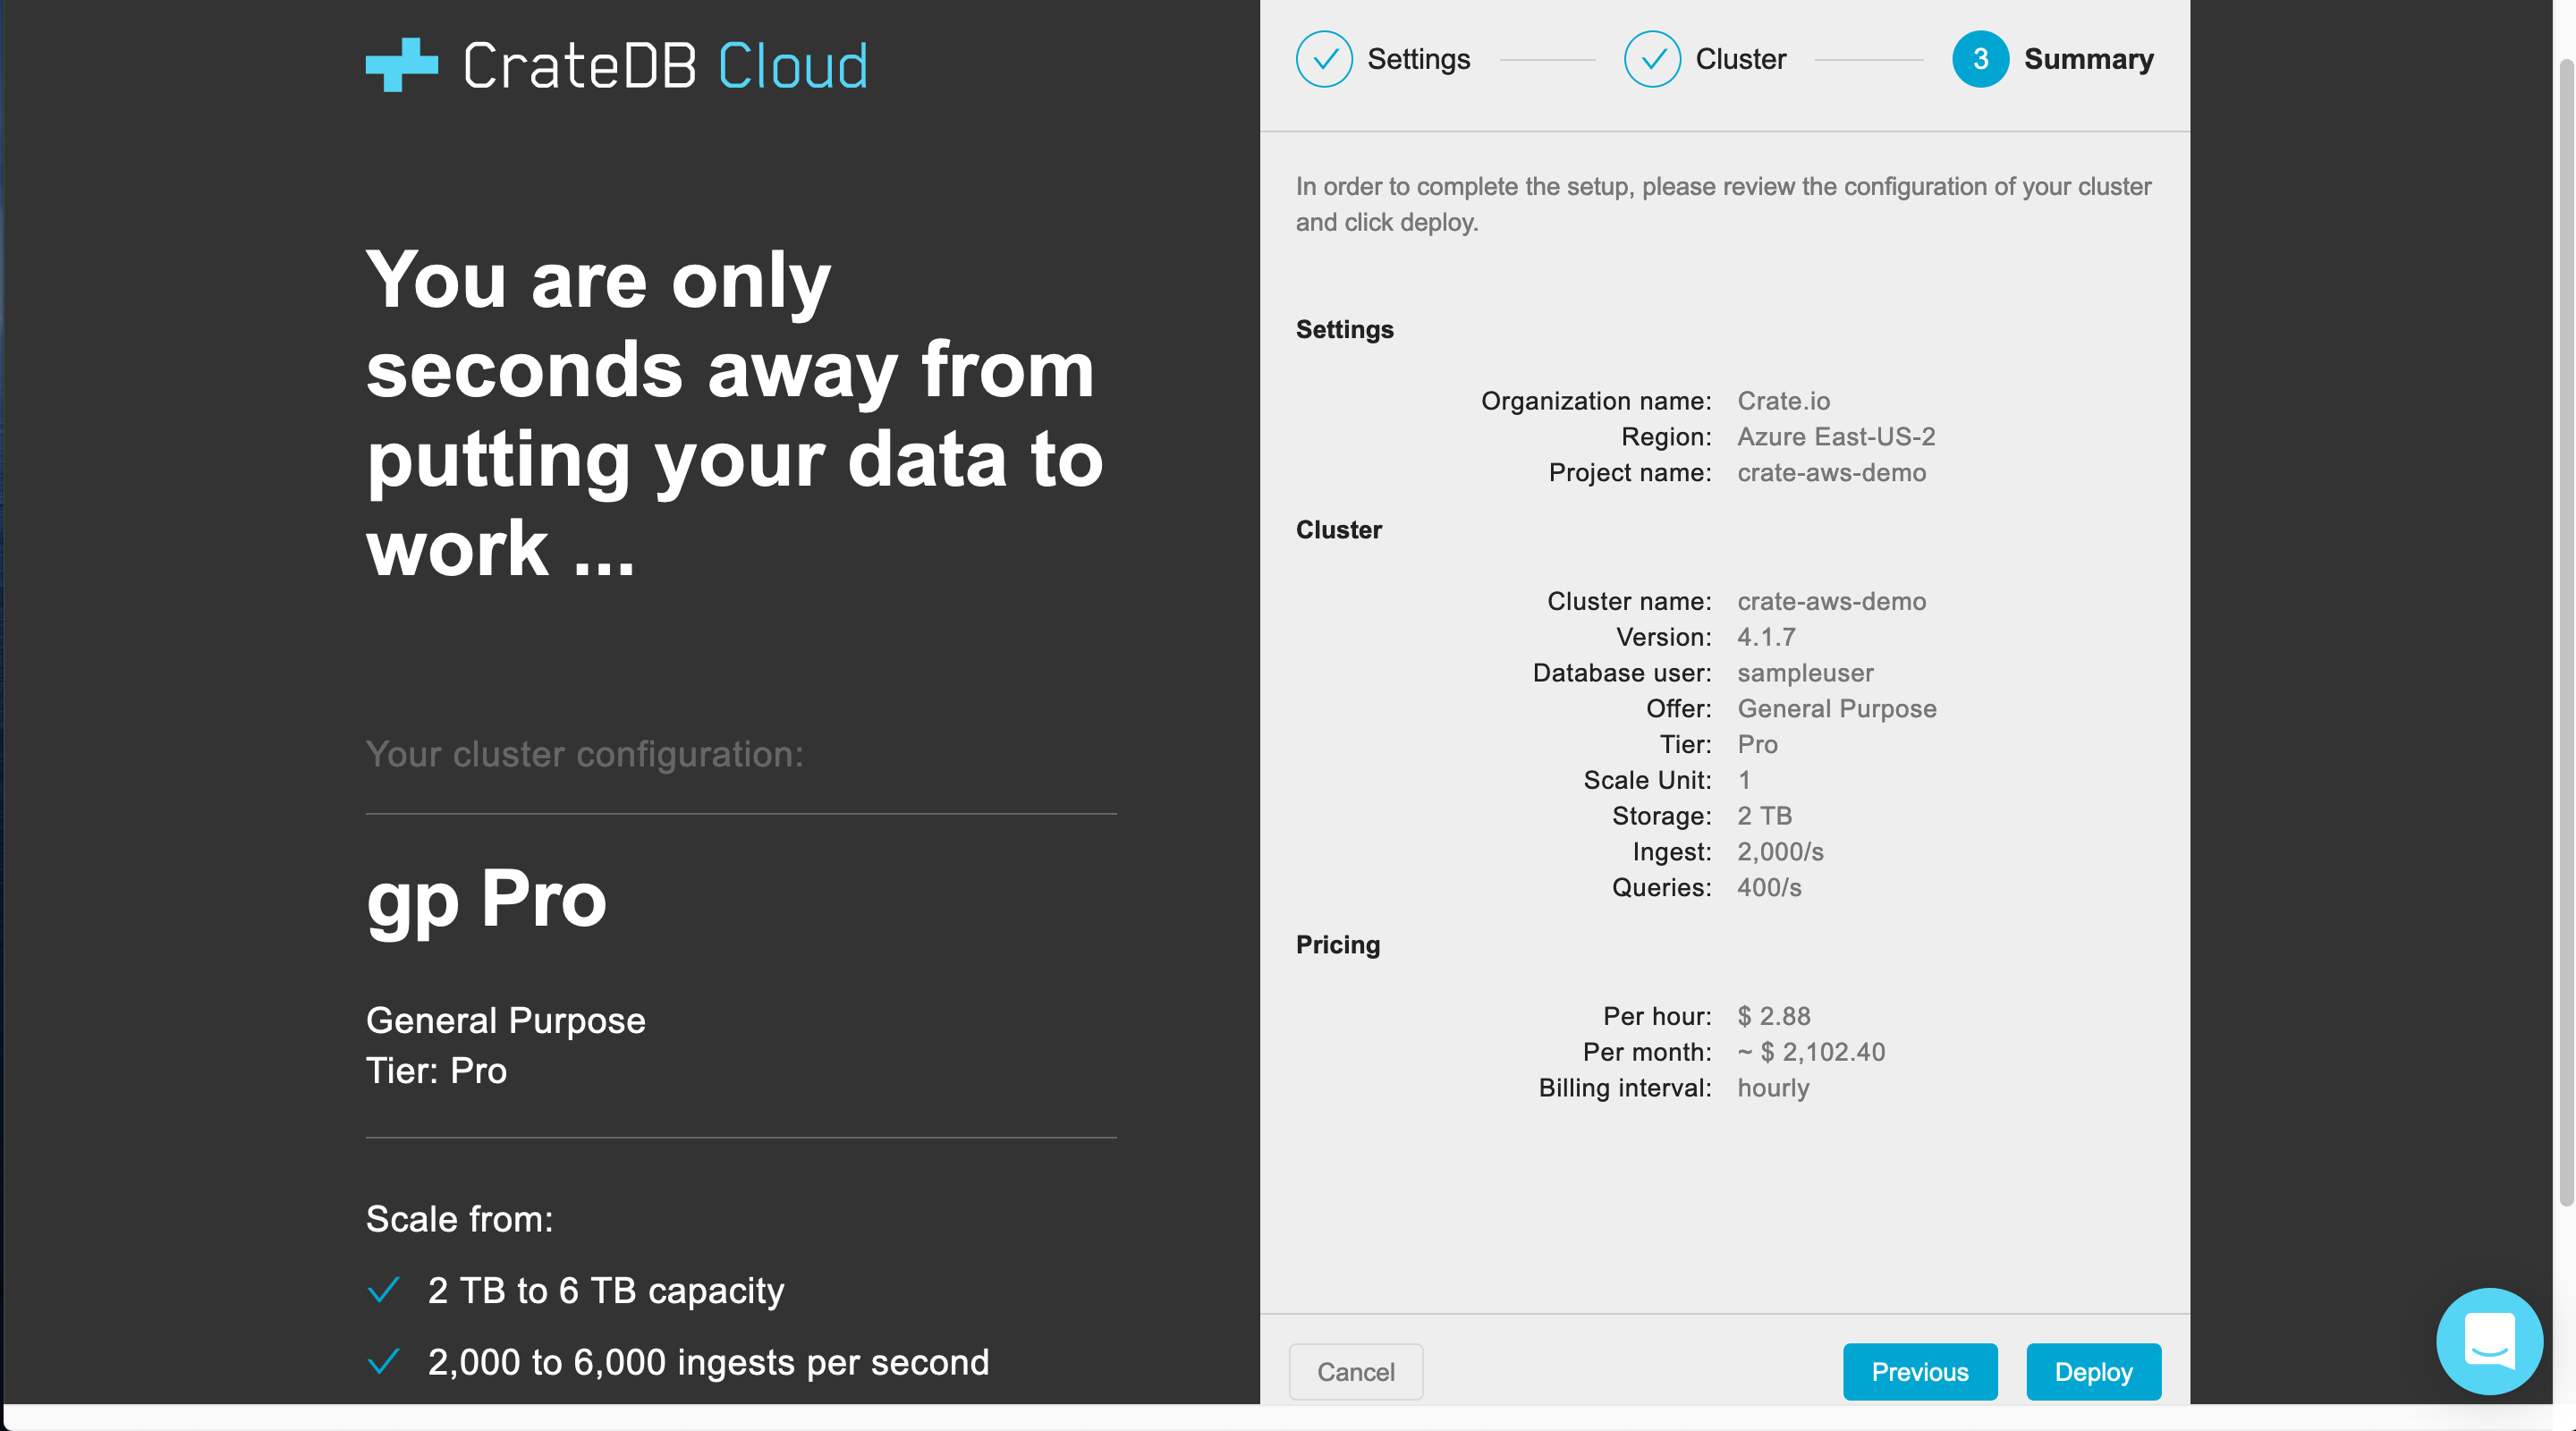 CrateDB Cloud
You are only
seconds away from
putting your data to
work ...
Your cluster configuration:
gp Pro
General Purpose
Tier: Pro
Scale from:
2 TB to 6 TB capacity
2,000 to 6,000 ingests per second
Settings
Cluster
3 Summary
In order to complete the setup, please review the configuration of your cluster
and click deploy.
Settings
Organization name: Crate.io
Region: Azure East-US-2
Project name: crate-aws-demo
Cluster
Cluster name: crate-aws-demo
Version: 4.1.7
Database user: sampleuser
Offer: General Purpose
Tier: Pro
Scale Unit: 1
Storage: 2 TB
Ingest: 2,000/s
Queries: 400/s
Pricing
Per hour: $ 2.88
Per month: ~ $ 2,102.40
Billing interval: hourly
Cancel
Previous
Deploy